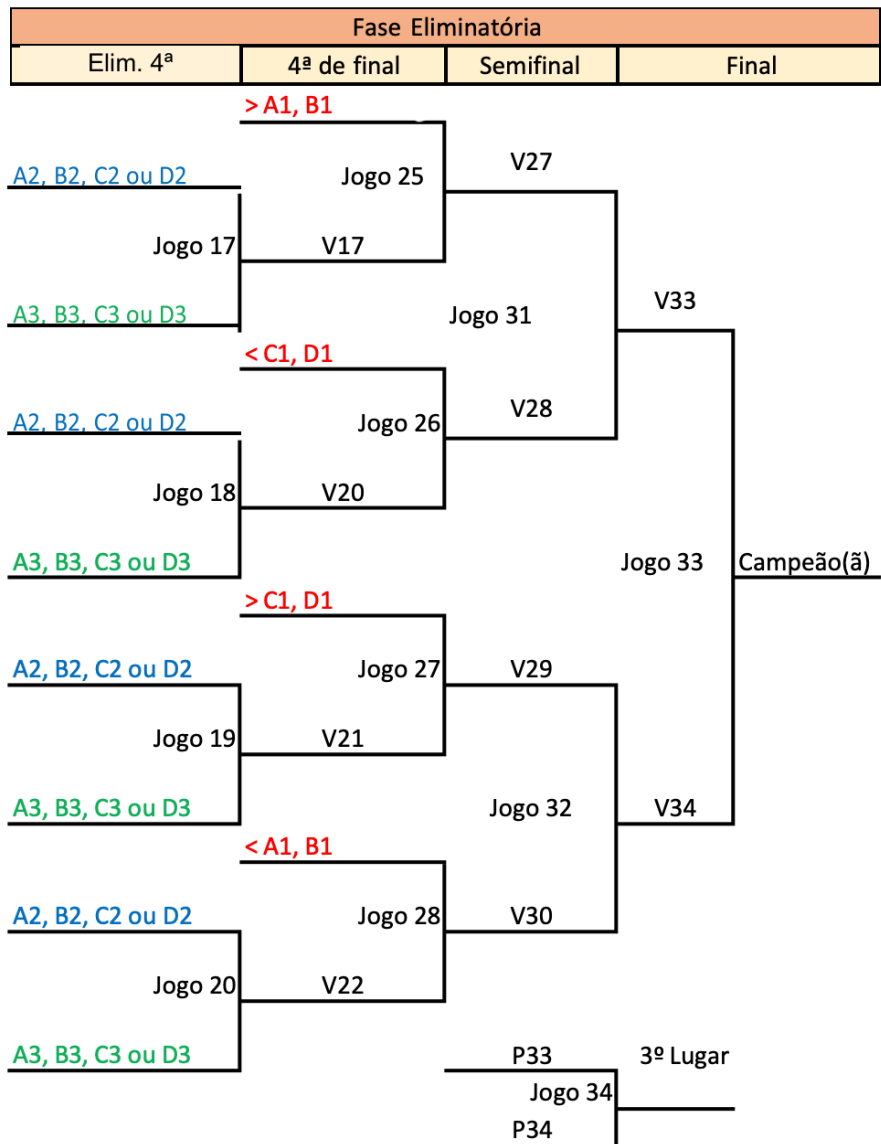 Fase Eliminatória
Elim. 4ª 4ª de final Semifinal Final
> A1, B1
A2, B2, C2 ou D2
Jogo 25
V27
Jogo 17
V17
A3, B3, C3 ou D3
Jogo 31
V33
< C1, D1
A2, B2, C2 ou D2
Jogo 26
V28
Jogo 18
V20
A3, B3, C3 ou D3
Jogo 33
Campeão(ã)
> C1, D1
A2, B2, C2 ou D2
Jogo 27
V29
Jogo 19
V21
A3, B3, C3 ou D3
Jogo 32
V34
< A1, B1
A2, B2, C2 ou D2
Jogo 28
V30
Jogo 20
V22
A3, B3, C3 ou D3
P33
3º Lugar
Jogo 34
P34